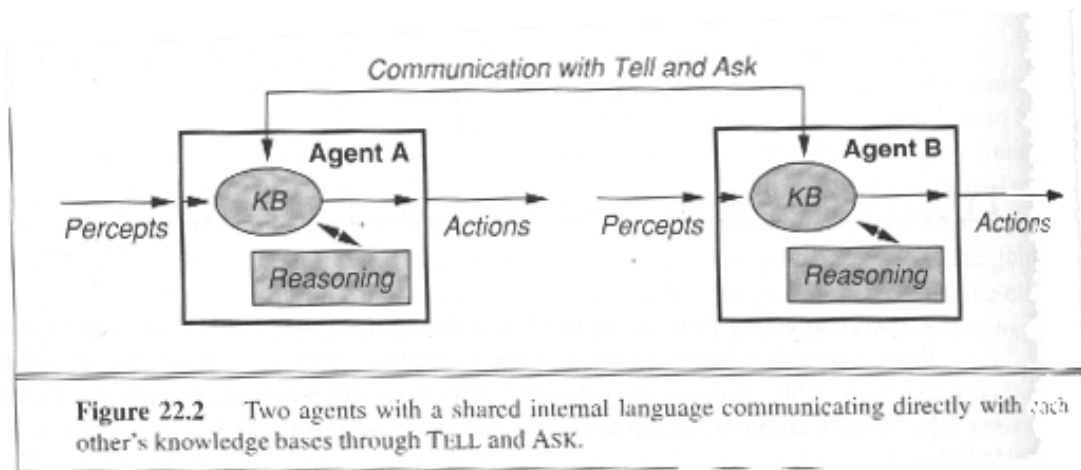 Communication with Tell and Ask
Agent A
Agent B
KB
KB
Percepts
Actions
Percepts
Actions
Reasoning
Reasoning
Figure 22.2 Two agents with a shared internal language communicating directly with each
other's knowledge bases through TELL and ASK.